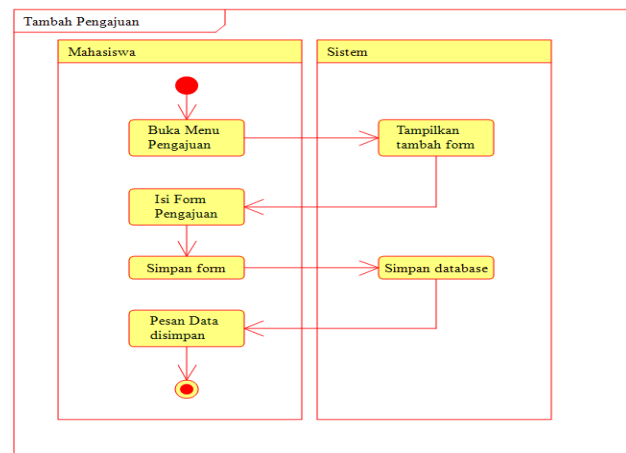 Tambah Pengajuan
Mahasiswa
Sistem
Buka Menu
Pengajuan
Tampilkan
tambah form
Isi Form
Pengajuan
Simpan form
Simpan database
Pesan Data
disimpan